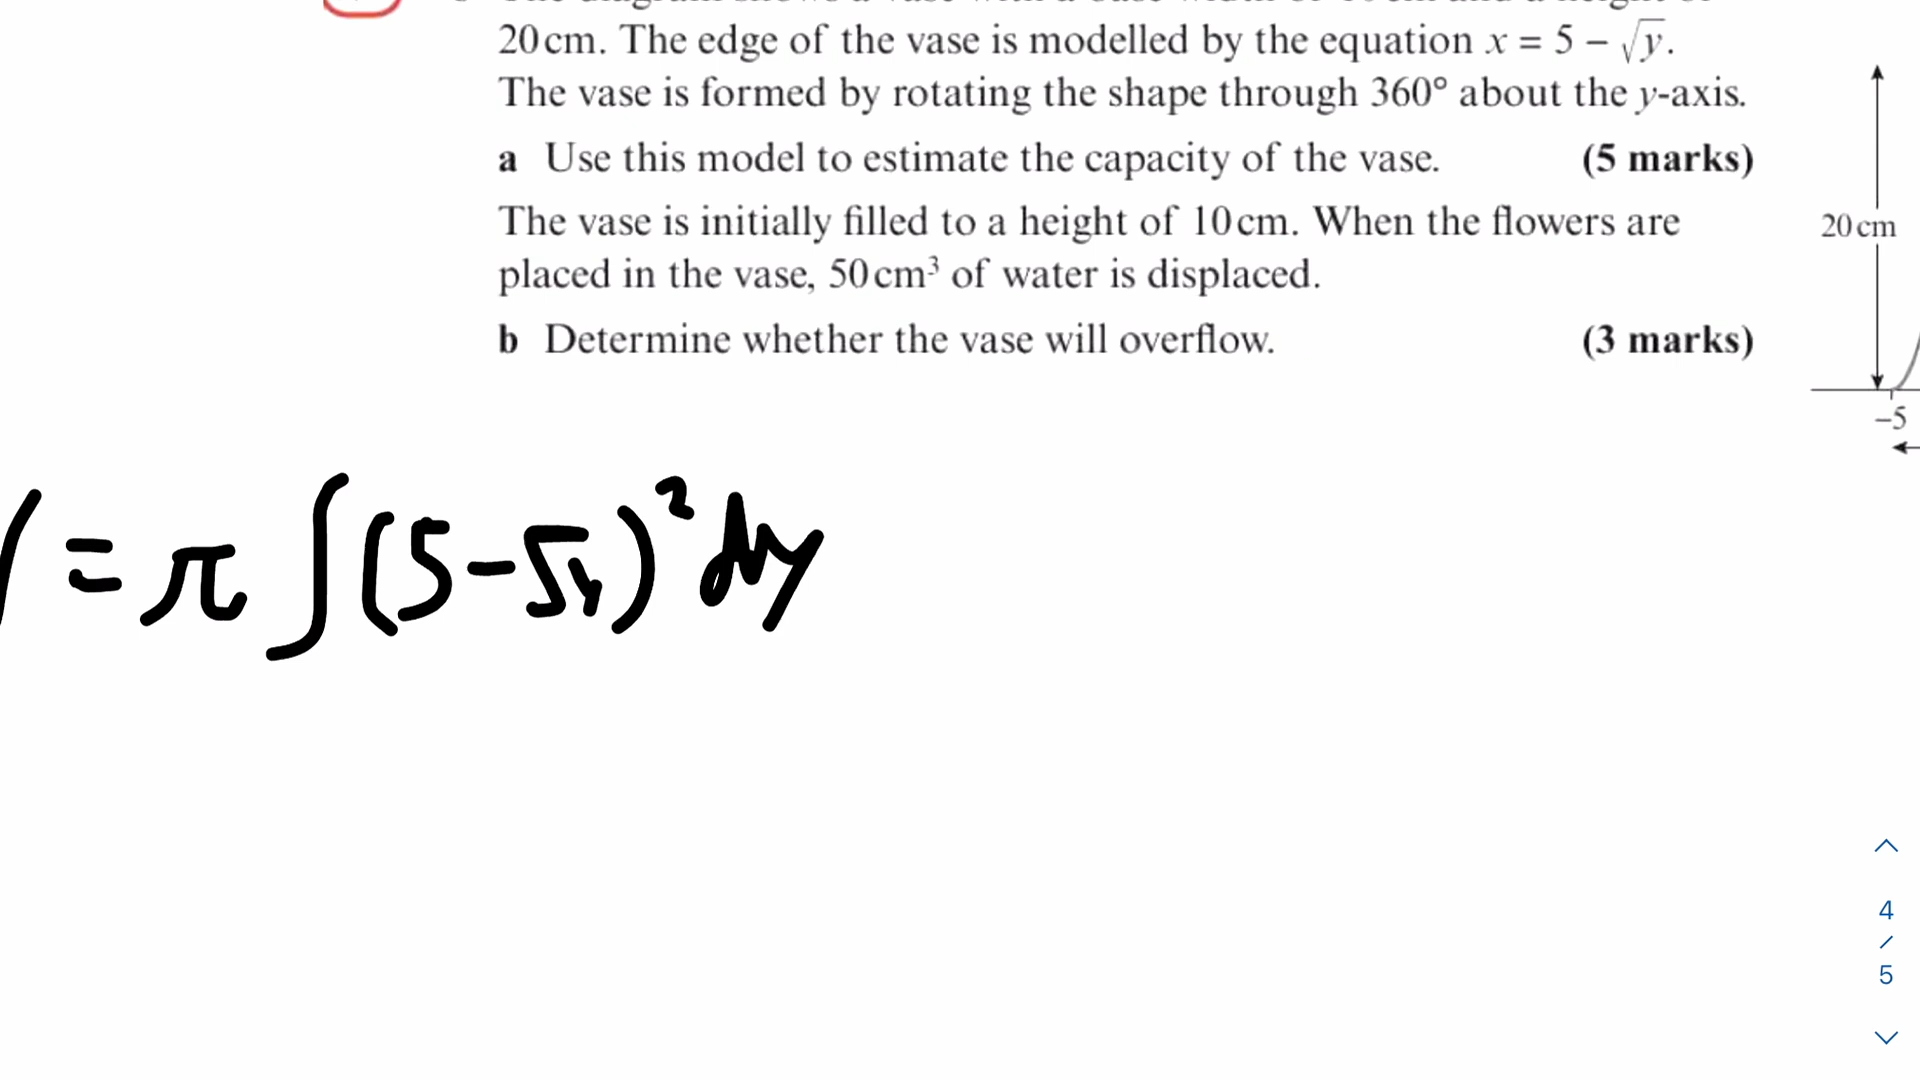 20 cm. The edge of the vase is modelled by the equation x = 5 − √y.
The vase is formed by rotating the shape through 360° about the y-axis.
a Use this model to estimate the capacity of the vase. (5 marks)
The vase is initially filled to a height of 10 cm. When the flowers are
placed in the vase, 50 cm³ of water is displaced.
b Determine whether the vase will overflow. (3 marks)
20 cm
−5
= π ∫(5−√y)² dy
4
/
5